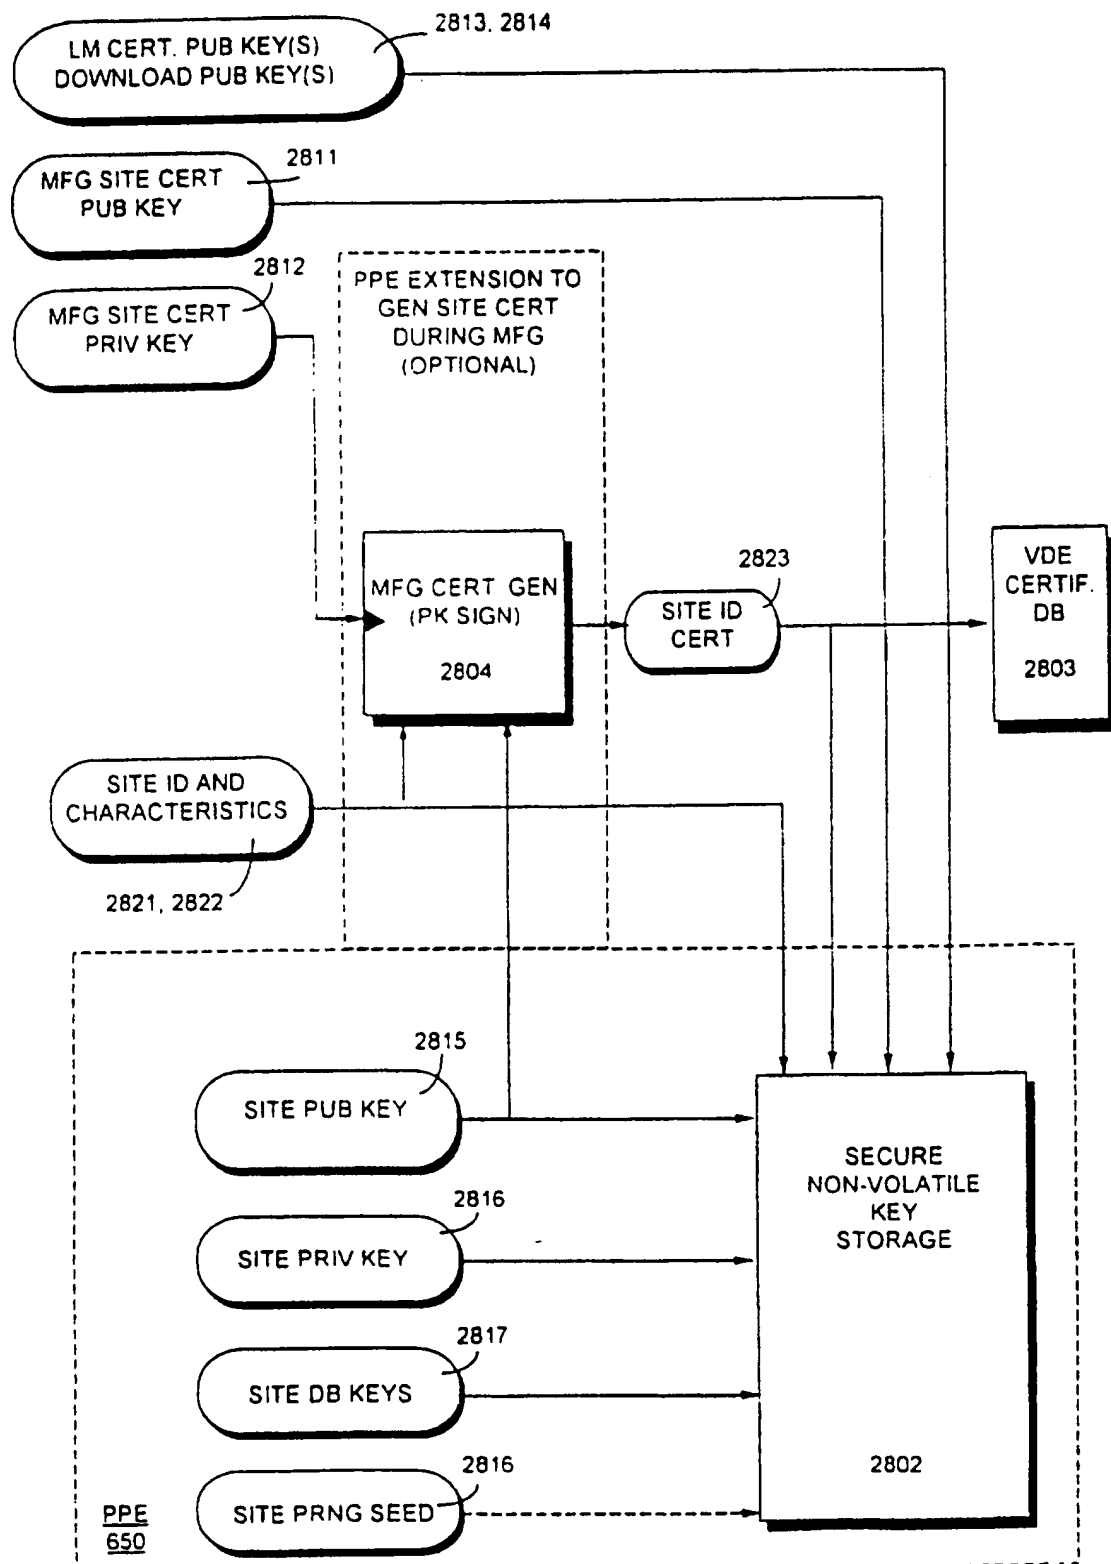 2813, 2814
LM CERT. PUB KEY(S)
DOWNLOAD PUB KEY(S)
2811
MFG SITE CERT
PUB KEY
2812
MFG SITE CERT
PRIV KEY
PPE EXTENSION TO
GEN SITE CERT
DURING MFG
(OPTIONAL)
MFG CERT GEN
(PK SIGN)
2804
2823
SITE ID
CERT
VDE
CERTIF.
DB
2803
SITE ID AND
CHARACTERISTICS
2821, 2822
2815
SITE PUB KEY
2816
SITE PRIV KEY
2817
SITE DB KEYS
2816
SITE PRNG SEED
SECURE
NON-VOLATILE
KEY
STORAGE
2802
PPE
650